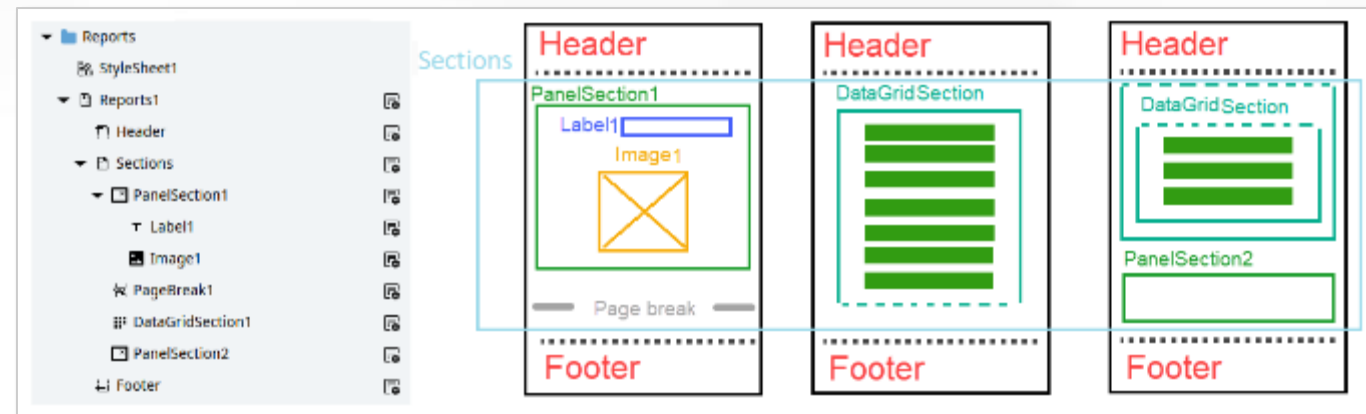 Reports
StyleSheet1
Reports1
Header
Sections
PanelSection1
Label1
Image1
PageBreak1
DataGridSection1
PanelSection2
Footer
Sections
Header
PanelSection1
Label1
Image1
Page break
Footer
Header
DataGridSection
Footer
Header
DataGridSection
PanelSection2
Footer